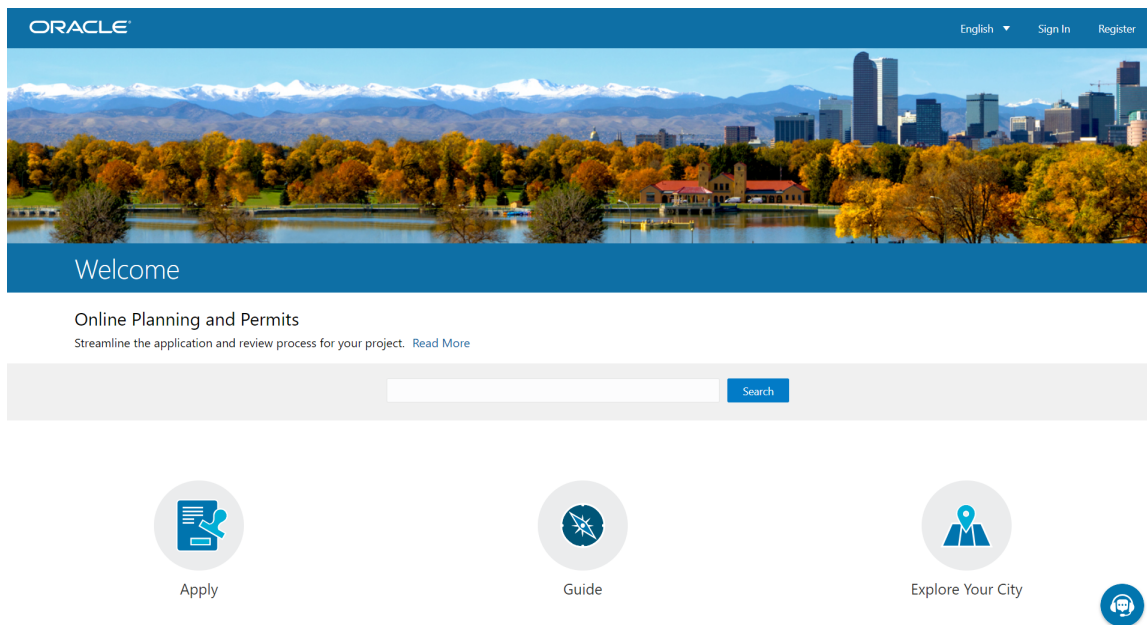 ORACLE®
English ▼ Sign In Register
Welcome
Online Planning and Permits
Streamline the application and review process for your project. Read More
Search
Apply Guide Explore Your City